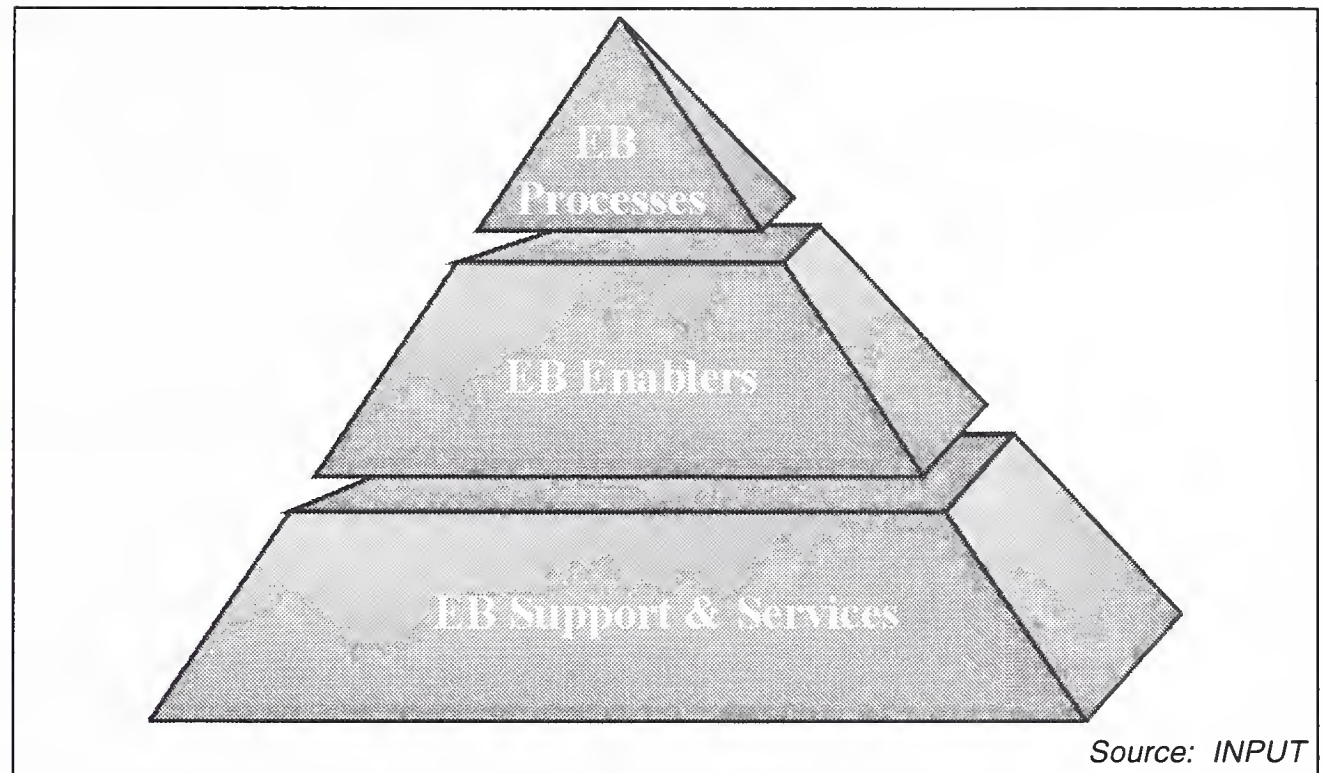 EB
Processes
EB Enablers
EB Support & Services
Source: INPUT